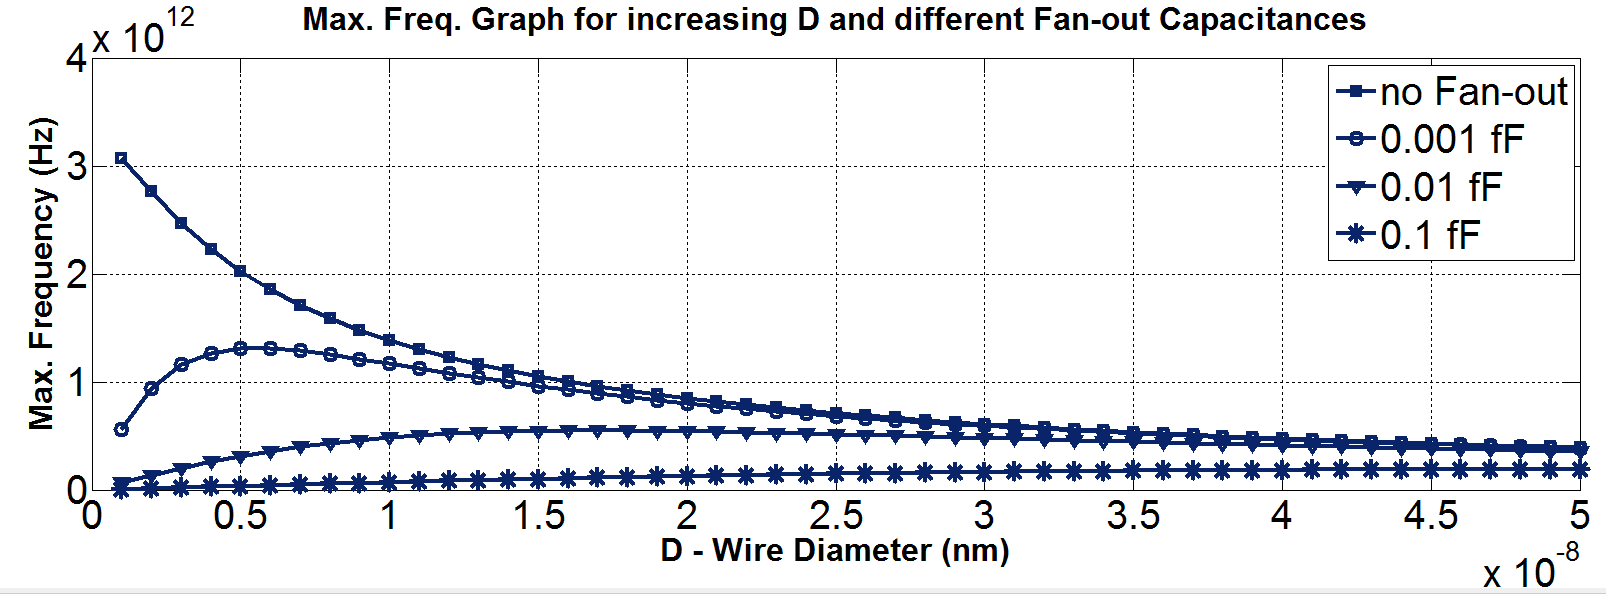 Max. Freq. Graph for increasing D and different Fan-out Capacitances
x 10^12
4
3
2
1
0
Max. Frequency (Hz)
no Fan-out
0.001 fF
0.01 fF
0.1 fF
0 0.5 1 1.5 2 2.5 3 3.5 4 4.5 5
D - Wire Diameter (nm)
x 10^-8